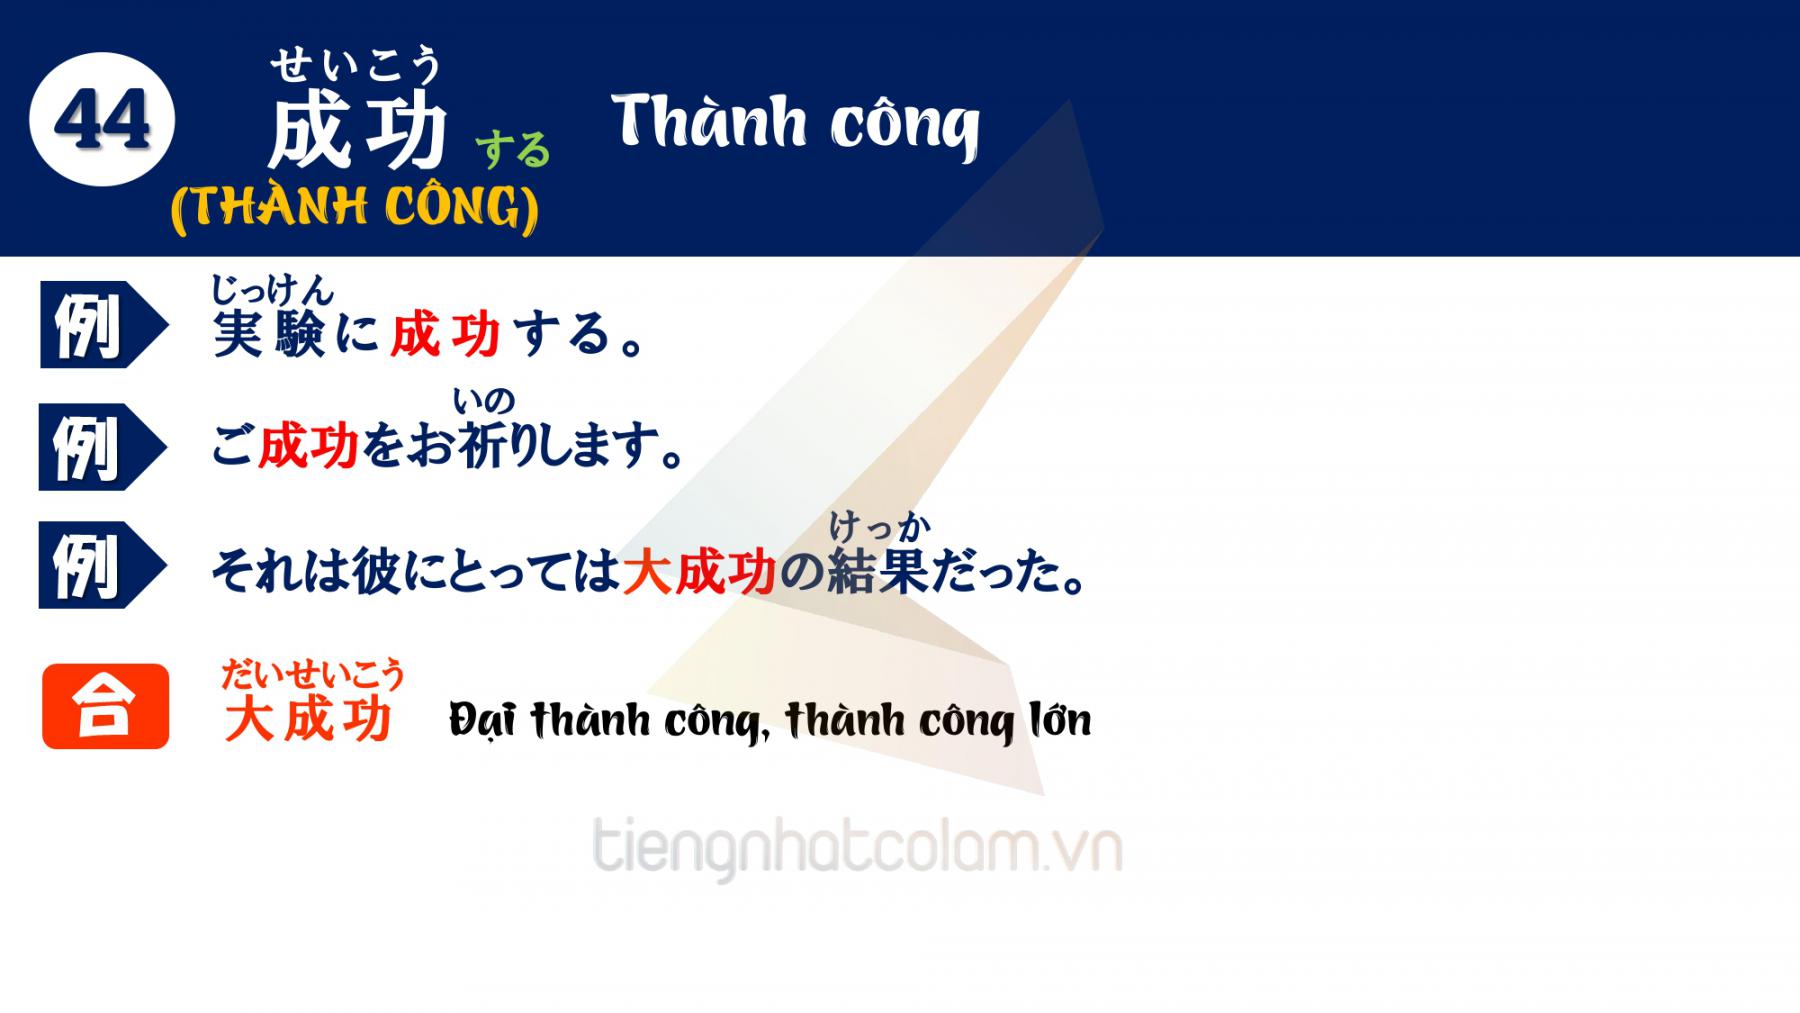 44
せいこう
成功 する
Thành công
(THÀNH CÔNG)
じっけん
例 実験に成功する。
いの
例 ご成功をお祈りします。
けっか
例 それは彼にとっては大成功の結果だった。
だいせいこう
合 大成功 Đại thành công, thành công lớn
tiengnhatcolam.vn